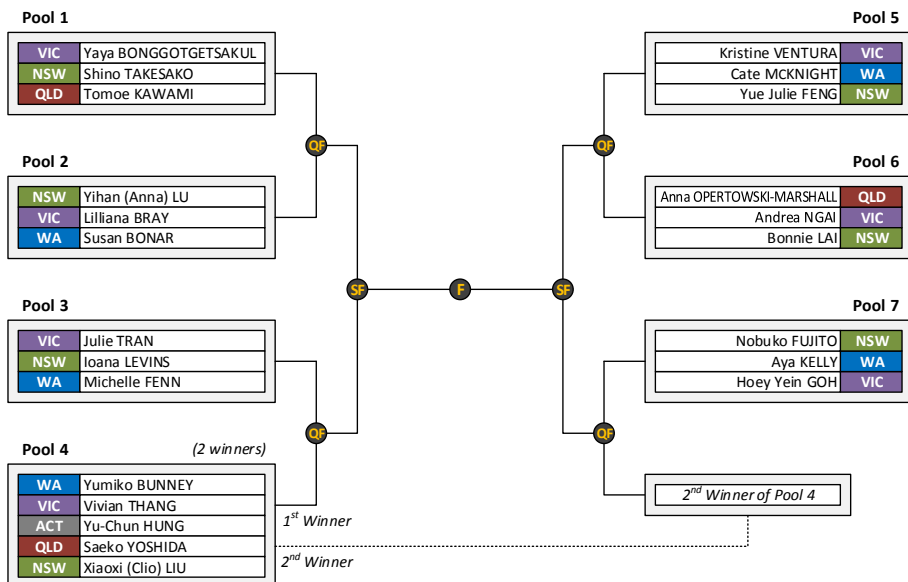 Pool 1
VIC Yaya BONGGOTGETSAKUL
NSW Shino TAKESAKO
QLD Tomoe KAWAMI
QF
Pool 2
NSW Yihan (Anna) LU
VIC Lilliana BRAY
WA Susan BONAR
SF
Pool 3
VIC Julie TRAN
NSW Ioana LEVINS
WA Michelle FENN
QF
Pool 4 (2 winners)
WA Yumiko BUNNEY
VIC Vivian THANG
ACT Yu-Chun HUNG
QLD Saeko YOSHIDA
NSW Xiaoxi (Clio) LIU
1st Winner
2nd Winner
F
Pool 5
Kristine VENTURA VIC
Cate MCKNIGHT WA
Yue Julie FENG NSW
QF
Pool 6
Anna OPERTOWSKI-MARSHALL QLD
Andrea NGAI VIC
Bonnie LAI NSW
SF
Pool 7
Nobuko FUJITO NSW
Aya KELLY WA
Hoey Yein GOH VIC
QF
2nd Winner of Pool 4